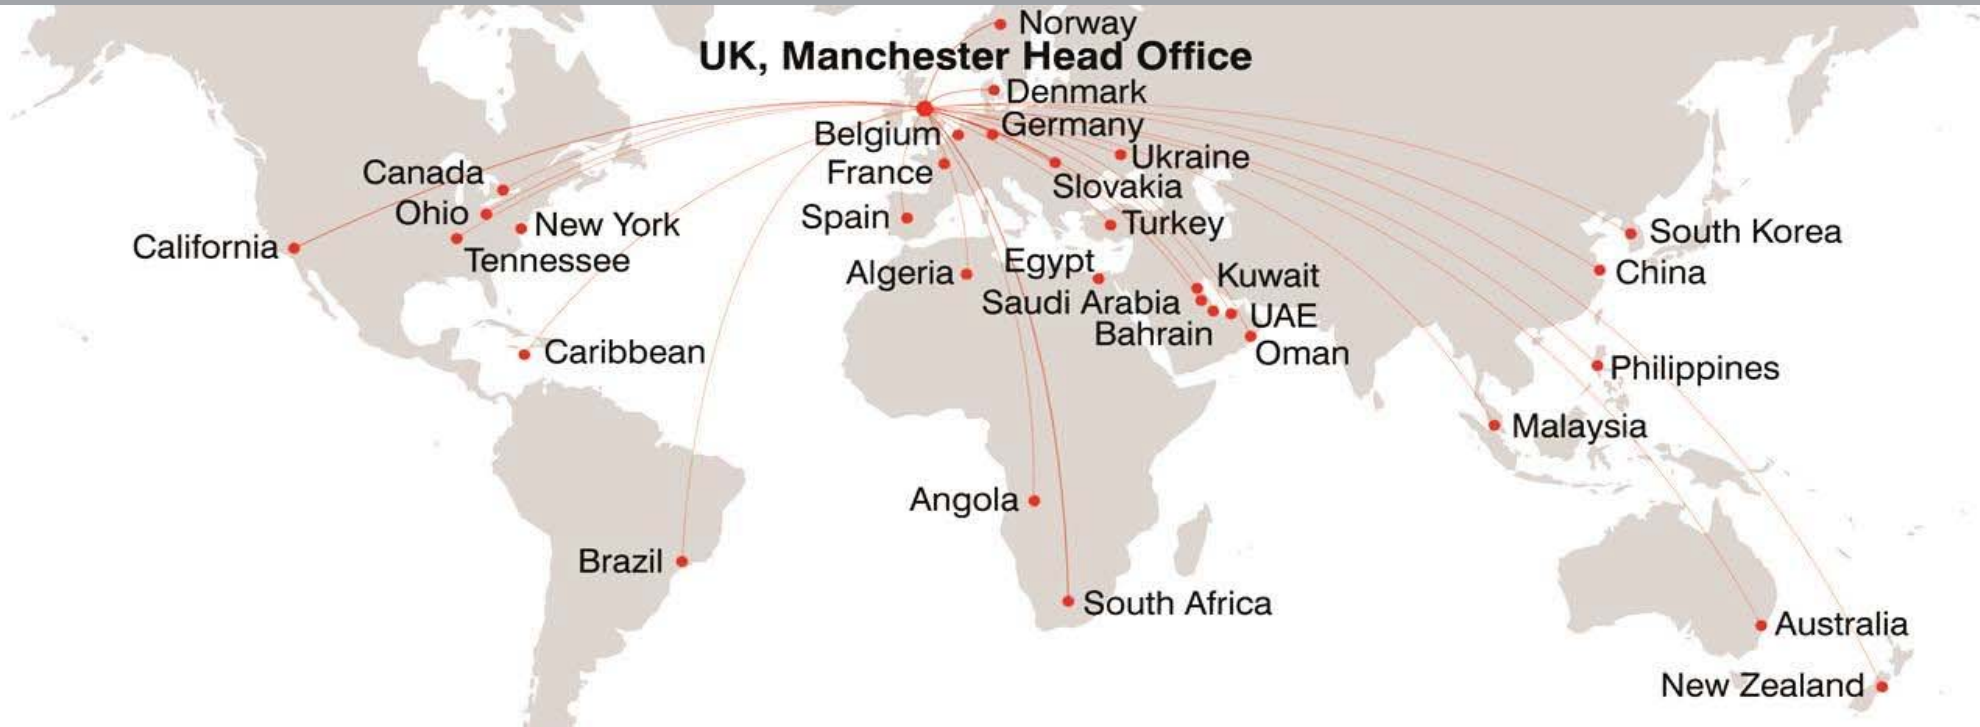 Norway
UK, Manchester Head Office
Denmark
Germany
Belgium
Ukraine
France
Slovakia
Canada
Ohio
New York
Spain
Turkey
California
Tennessee
Algeria
Egypt
Kuwait
Saudi Arabia
UAE
Bahrain
Oman
South Korea
China
Caribbean
Philippines
Malaysia
Angola
Brazil
South Africa
Australia
New Zealand